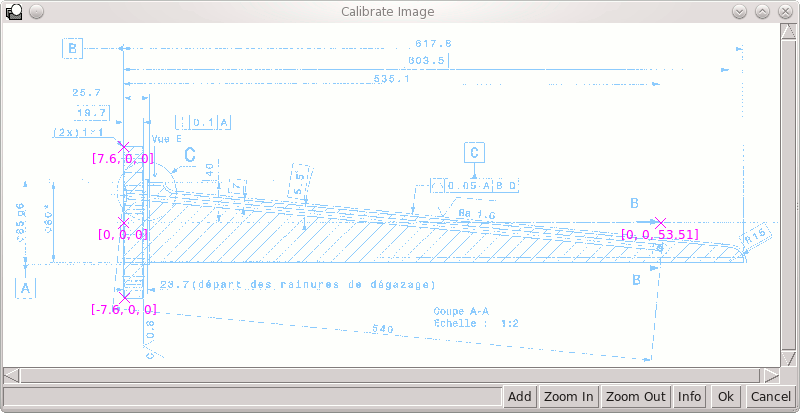 Calibrate Image
B
617.8
603.5
535.1
25.7
19.7
0.1 A
(2x)1×1
Vue E
[7.6, 0, 0]
C
C
40
7
5.5
0.05 A B D
B
Ra 1.6
Ø60
[0, 0, 0]
[0, 0, 53.51]
R15
A
23.7(départ des rainures de dégazage)
B
[-7.6, 0, 0]
Coupe A-A
Echelle : 1:2
540
0.8
Add
Zoom In
Zoom Out
Info
Ok
Cancel